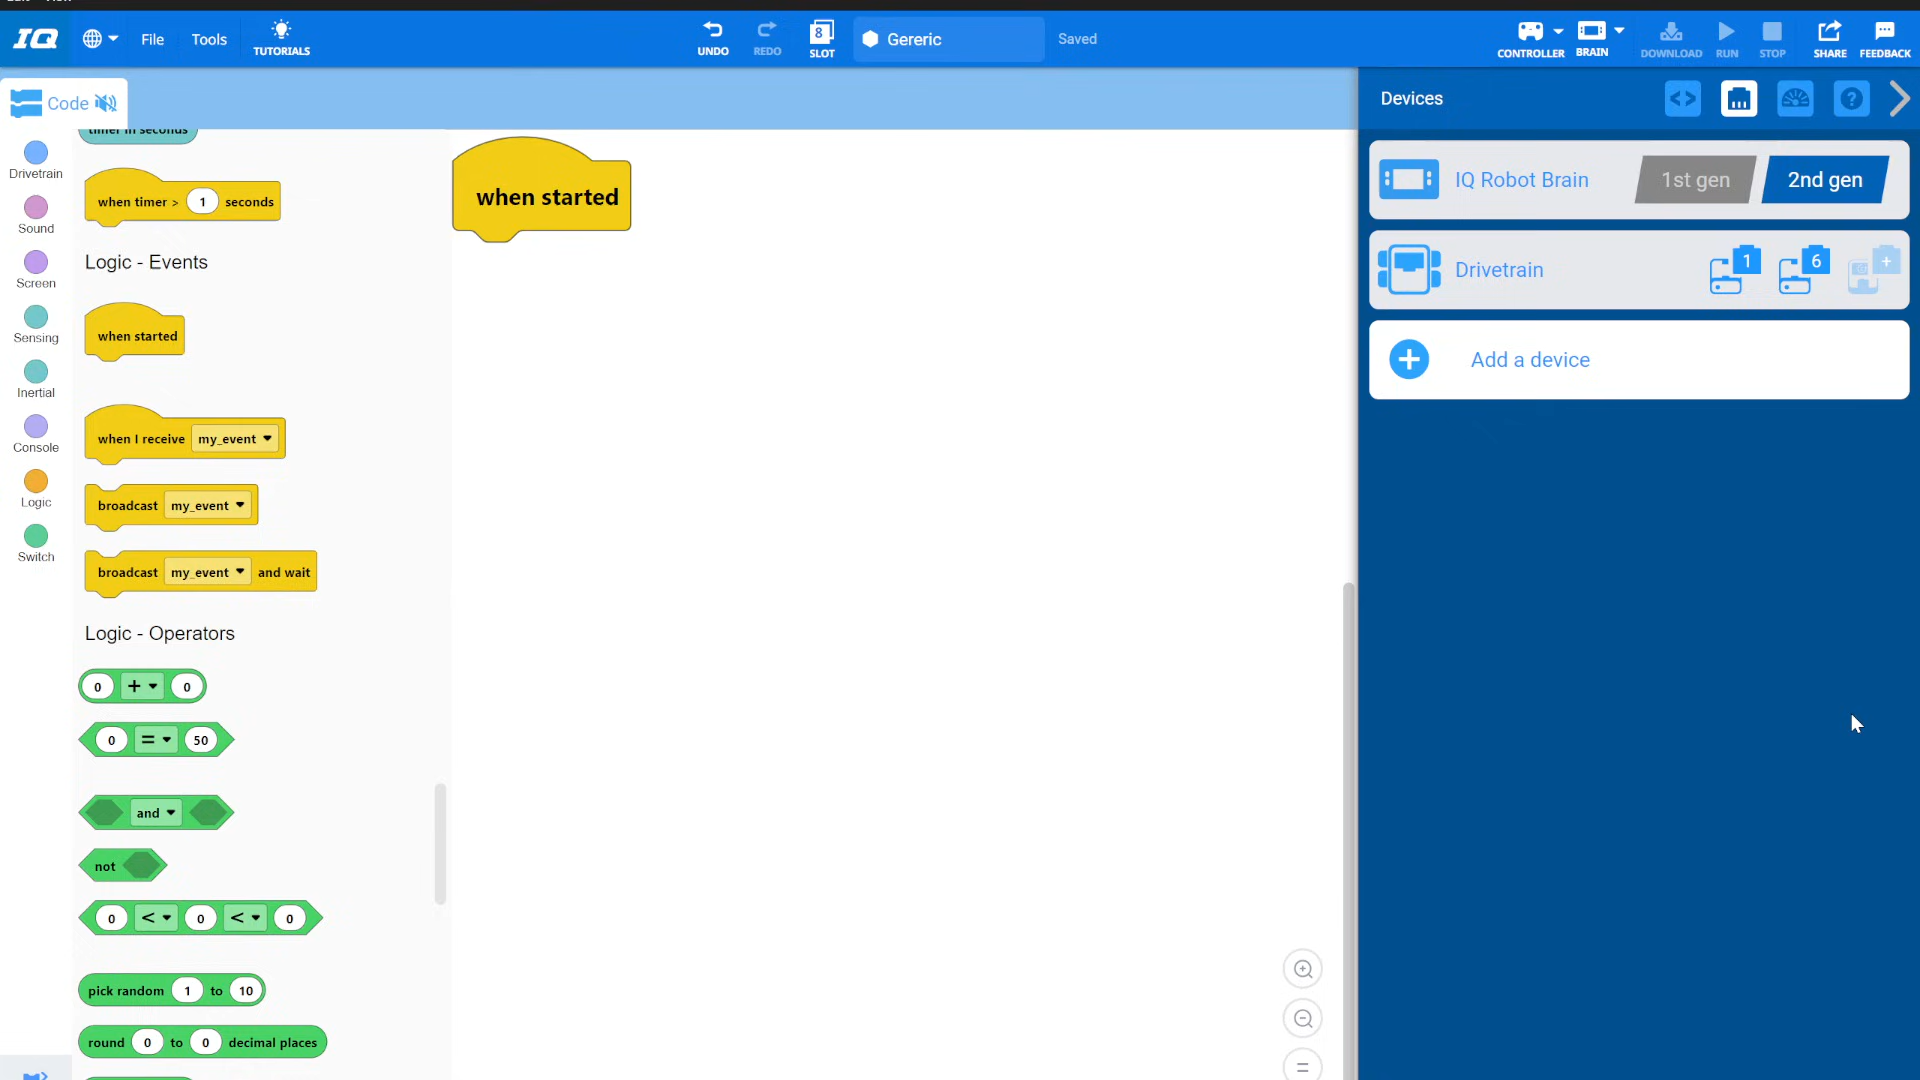 IQ
File
Tools
TUTORIALS
UNDO
REDO
8
SLOT
Gereric
Saved
CONTROLLER
BRAIN
DOWNLOAD
RUN
STOP
SHARE
FEEDBACK
Code
Devices
Drivetrain
Sound
Screen
Sensing
Inertial
Console
Logic
Switch
timer in seconds
when timer > 1 seconds
Logic - Events
when started
when I receive my_event
broadcast my_event
broadcast my_event and wait
Logic - Operators
0 + 0
0 = 50
and
not
0 < 0 < 0
pick random 1 to 10
round 0 to 0 decimal places
when started
IQ Robot Brain 1st gen 2nd gen
Drivetrain 1 6 +
Add a device